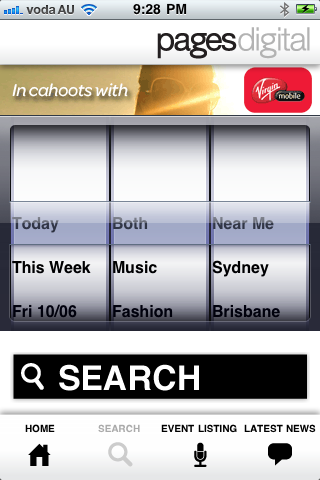 voda AU 9:28 PM
pagesdigital
In cahoots with Virgin mobile
Today Both Near Me
This Week Music Sydney
Fri 10/06 Fashion Brisbane
SEARCH
HOME SEARCH EVENT LISTING LATEST NEWS